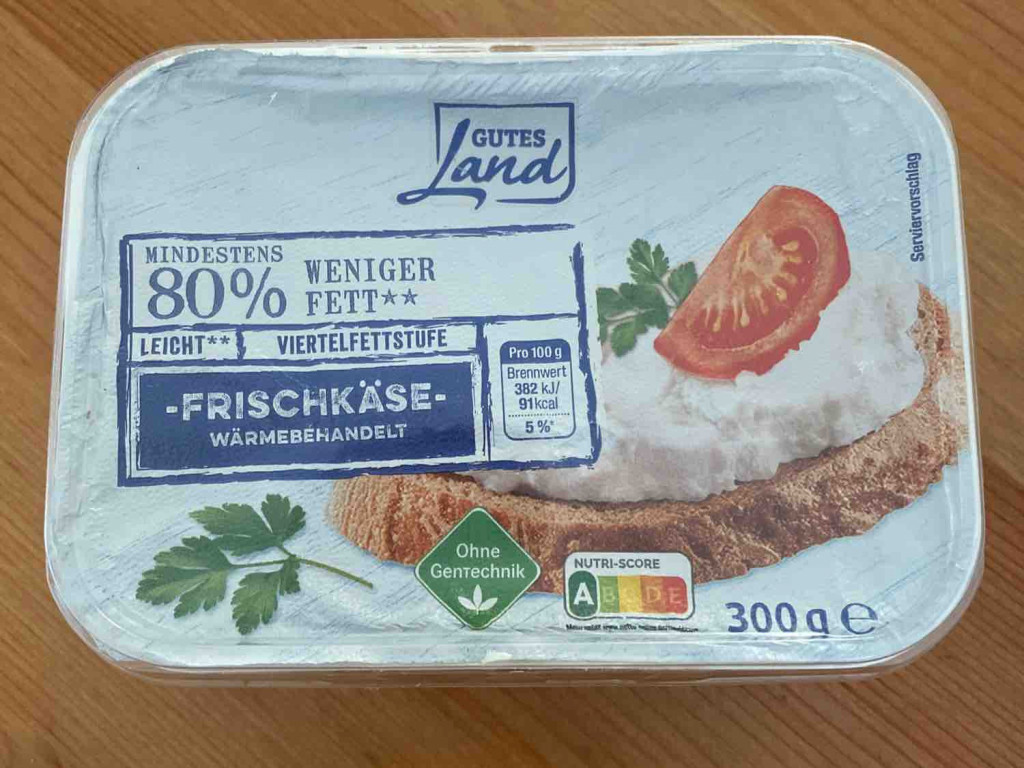 GUTES
Land
MINDESTENS
80% WENIGER
FETT**
LEICHT** VIERTELFETTSTUFE
-FRISCHKÄSE-
WÄRMEBEHANDELT
Pro 100 g
Brennwert
382 kJ/
91kcal
5 %*
Serviervorschlag
Ohne
GenTechnik
NUTRI-SCORE
A B C D E
300 g e